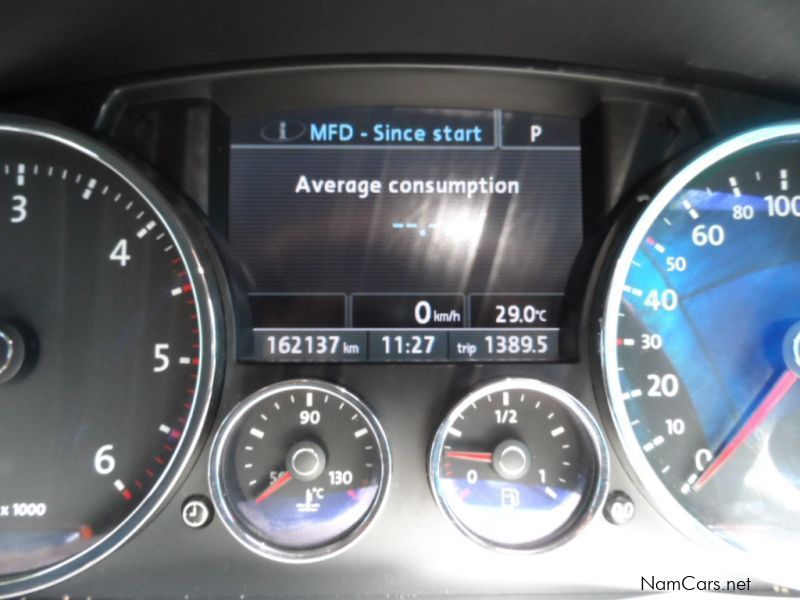 i MFD - Since start P
Average consumption
--.-
0 km/h 29.0°C
162137 km 11:27 trip 1389.5
3
4
5
6
x 1000
50 90 130
°C
0 1/2 1
0
10
20
30
40
50
60
80
100
0.0
NamCars.net